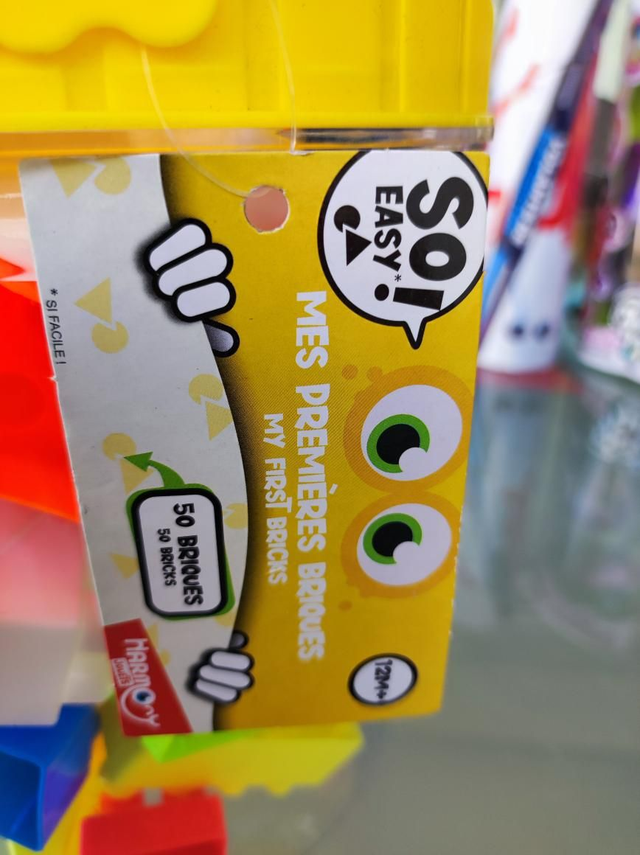 SO!
EASY*!
MES PREMIÈRES BRIQUES
MY FIRST BRICKS
12M+
50 BRIQUES
50 BRICKS
* SI FACILE !
HARMONY